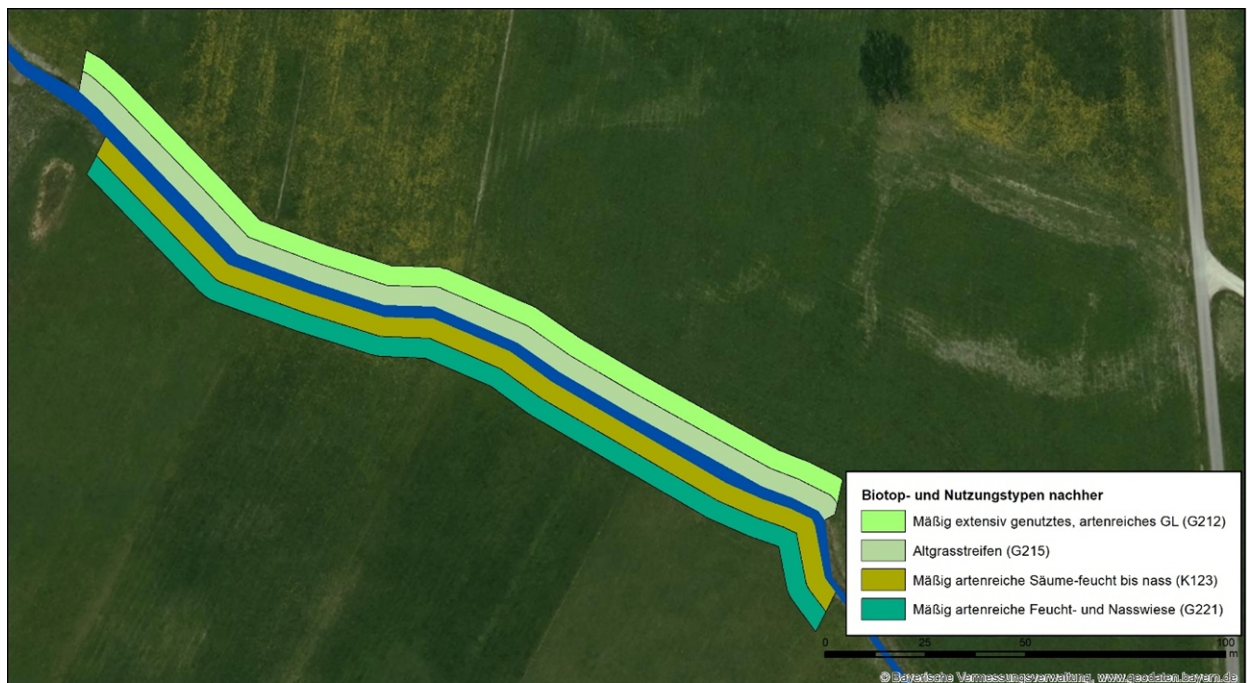 Biotop- und Nutzungstypen nachher
Mäßig extensiv genutztes, artenreiches GL (G212)
Altgrasstreifen (G215)
Mäßig artenreiche Säume-feucht bis nass (K123)
Mäßig artenreiche Feucht- und Nasswiese (G221)
0 25 50 100
m
© Bayerische Vermessungsverwaltung, www.geodaten.bayern.de